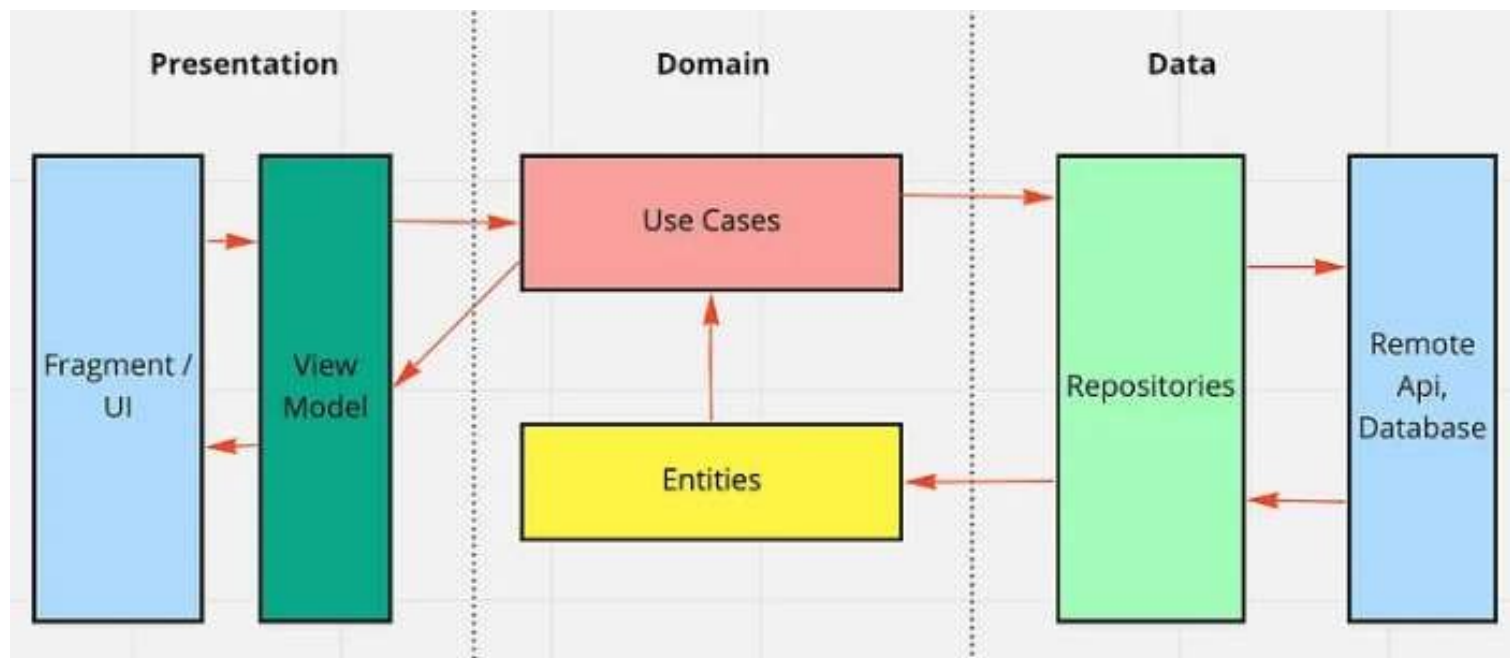 Presentation
Domain
Data
Fragment /
UI
View
Model
Use Cases
Entities
Repositories
Remote
Api,
Database